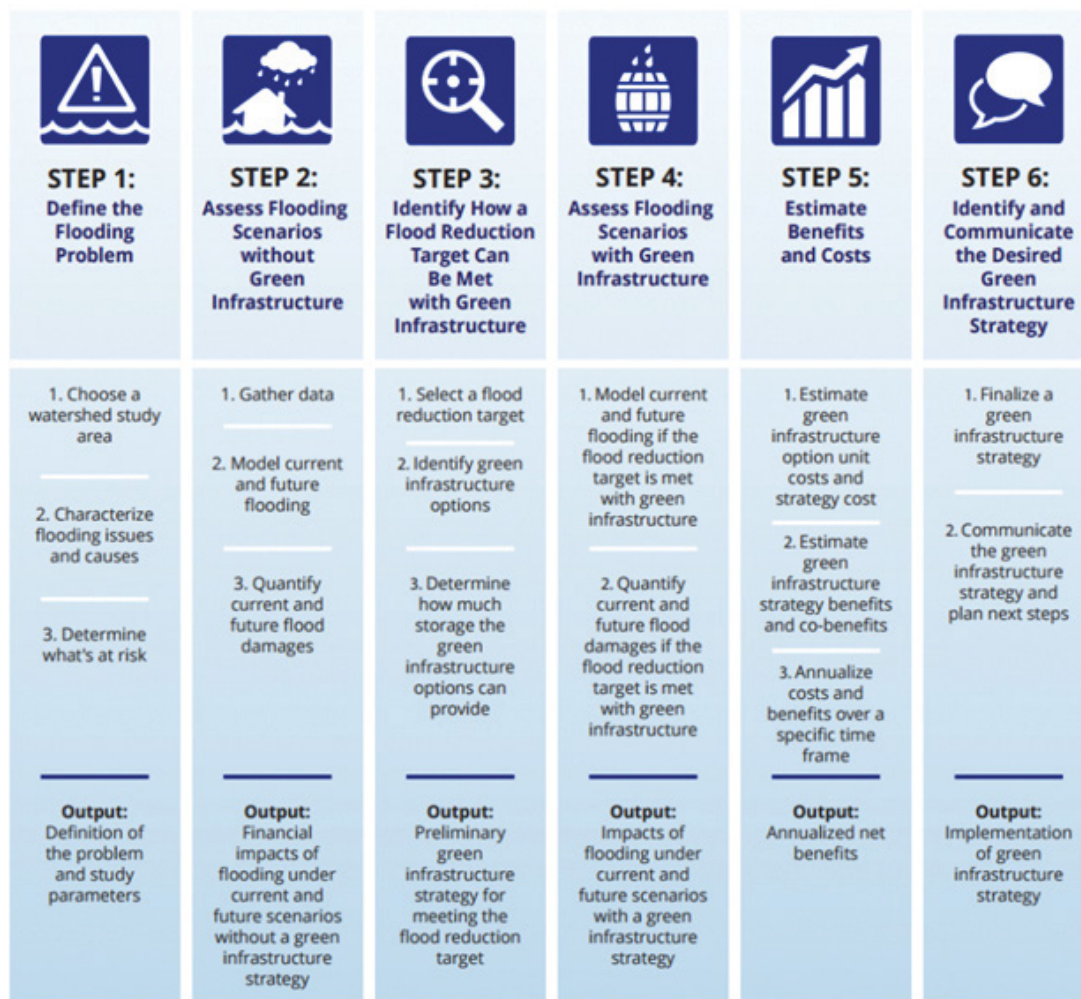 STEP 1:
Define the
Flooding
Problem
1. Choose a
watershed study
area
2. Characterize
flooding issues
and causes
3. Determine
what's at risk
Output:
Definition of
the problem
and study
parameters
STEP 2:
Assess Flooding
Scenarios
without
Green
Infrastructure
1. Gather data
2. Model current
and future
flooding
3. Quantify
current and
future flood
damages
Output:
Financial
impacts of
flooding under
current and
future scenarios
without a green
infrastructure
strategy
STEP 3:
Identify How a
Flood Reduction
Target Can
Be Met
with Green
Infrastructure
1. Select a flood
reduction target
2. Identify green
infrastructure
options
3. Determine
how much
storage the
green
infrastructure
options can
provide
Output:
Preliminary
green
infrastructure
strategy for
meeting the
flood reduction
target
STEP 4:
Assess Flooding
Scenarios
with Green
Infrastructure
1. Model current
and future
flooding if the
flood reduction
target is met
with green
infrastructure
2. Quantify
current and
future flood
damages if the
flood reduction
target is met
with green
infrastructure
Output:
Impacts of
flooding under
current and
future scenarios
with a green
infrastructure
strategy
STEP 5:
Estimate
Benefits
and Costs
1. Estimate
green
infrastructure
option unit
costs and
strategy cost
2. Estimate
green
infrastructure
strategy benefits
and co-benefits
3. Annualize
costs and
benefits over a
specific time
frame
Output:
Annualized net
benefits
STEP 6:
Identify and
Communicate
the Desired
Green
Infrastructure
Strategy
1. Finalize a
green
infrastructure
strategy
2. Communicate
the green
infrastructure
strategy and
plan next steps
Output:
Implementation
of green
infrastructure
strategy